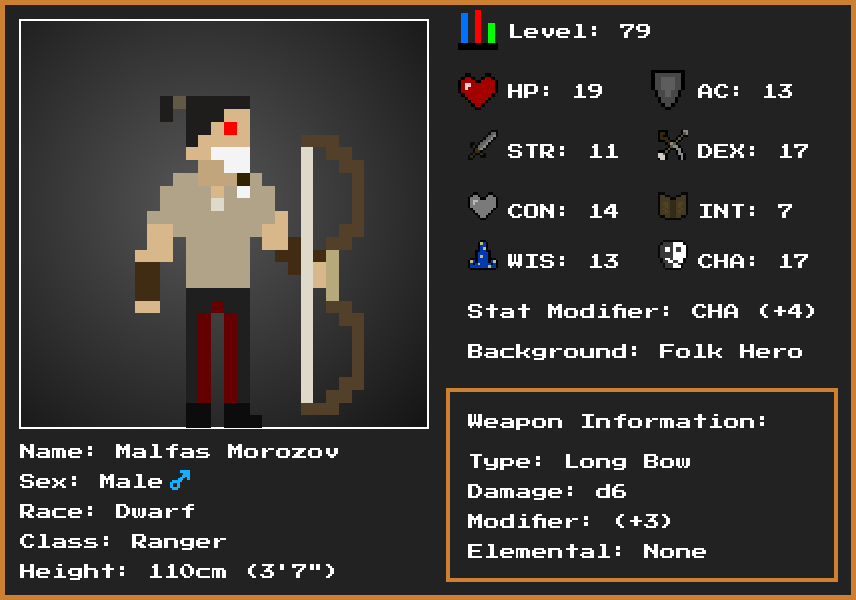 Level: 79
HP: 19 AC: 13
STR: 11 DEX: 17
CON: 14 INT: 7
WIS: 13 CHA: 17
Stat Modifier: CHA (+4)
Background: Folk Hero
Weapon Information:
Type: Long Bow
Damage: d6
Modifier: (+3)
Elemental: None
Name: Malfas Morozov
Sex: Male♂
Race: Dwarf
Class: Ranger
Height: 110cm (3'7")